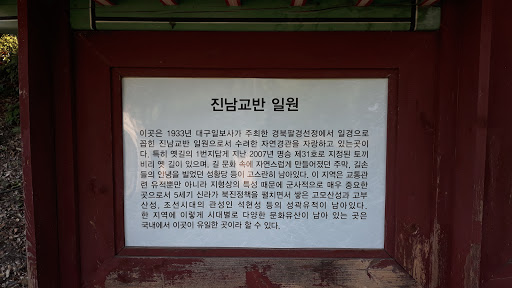 진남교반 일원
이곳은 1933년 대구일보사가 주최한 경북팔경선정에서 일경으로
꼽힌 진남교반 일원으로서 수려한 자연경관을 자랑하고 있는곳이
다. 특히 옛길의 1번지답게 지난 2007년 명승 제31호로 지정된 토끼
비리 옛 길이 있으며, 길 문화 속에 자연스럽게 만들어졌던 주막, 길손
들의 안녕을 빌었던 성황당 등이 고스란히 남아있다. 이 지역은 교통관
련 유적뿐만 아니라 지형상의 특성 때문에 군사적으로 매우 중요한
곳으로서 5세기 신라가 북진정책을 펼치면서 쌓은 고모산성과 고부
산성, 조선시대의 관성인 석현성 등의 성곽유적이 남아있다.
한 지역에 이렇게 시대별로 다양한 문화유산이 남아 있는 곳은
국내에서 이곳이 유일한 곳이라 할 수 있다.